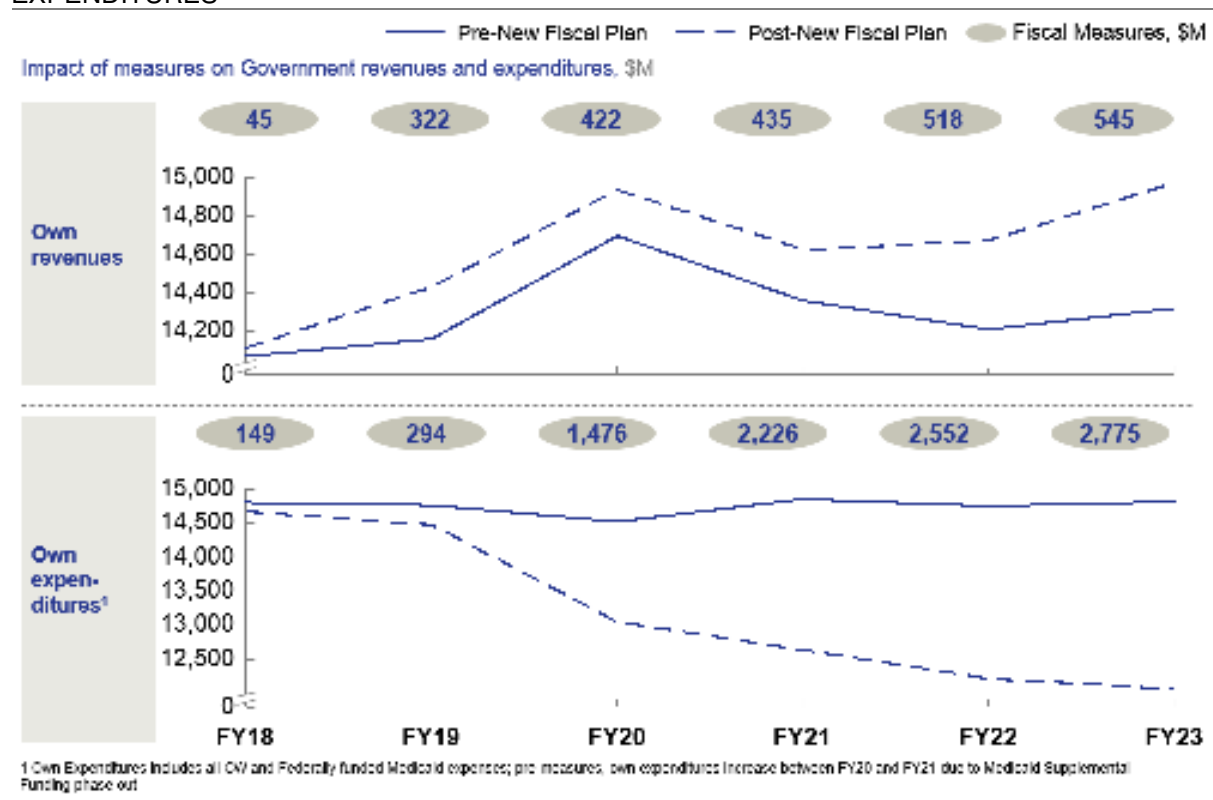 EXPENDITURES
Pre-New Fiscal Plan Post-New Fiscal Plan Fiscal Measures, $M
Impact of measures on Government revenues and expenditures, $M
45 322 422 435 518 545
15,000
14,800
Own
revenues
14,600
14,400
14,200
0
149 294 1,476 2,226 2,552 2,775
15,000
14,500
14,000
Own
expen-
ditures¹
13,500
13,000
12,500
0
FY18 FY19 FY20 FY21 FY22 FY23
1 Own Expenditures includes all CW and Federally funded Medicaid expenses; pre measures, own expenditures increase between FY20 and FY21 due to Medicaid Supplemental
Funding phase out